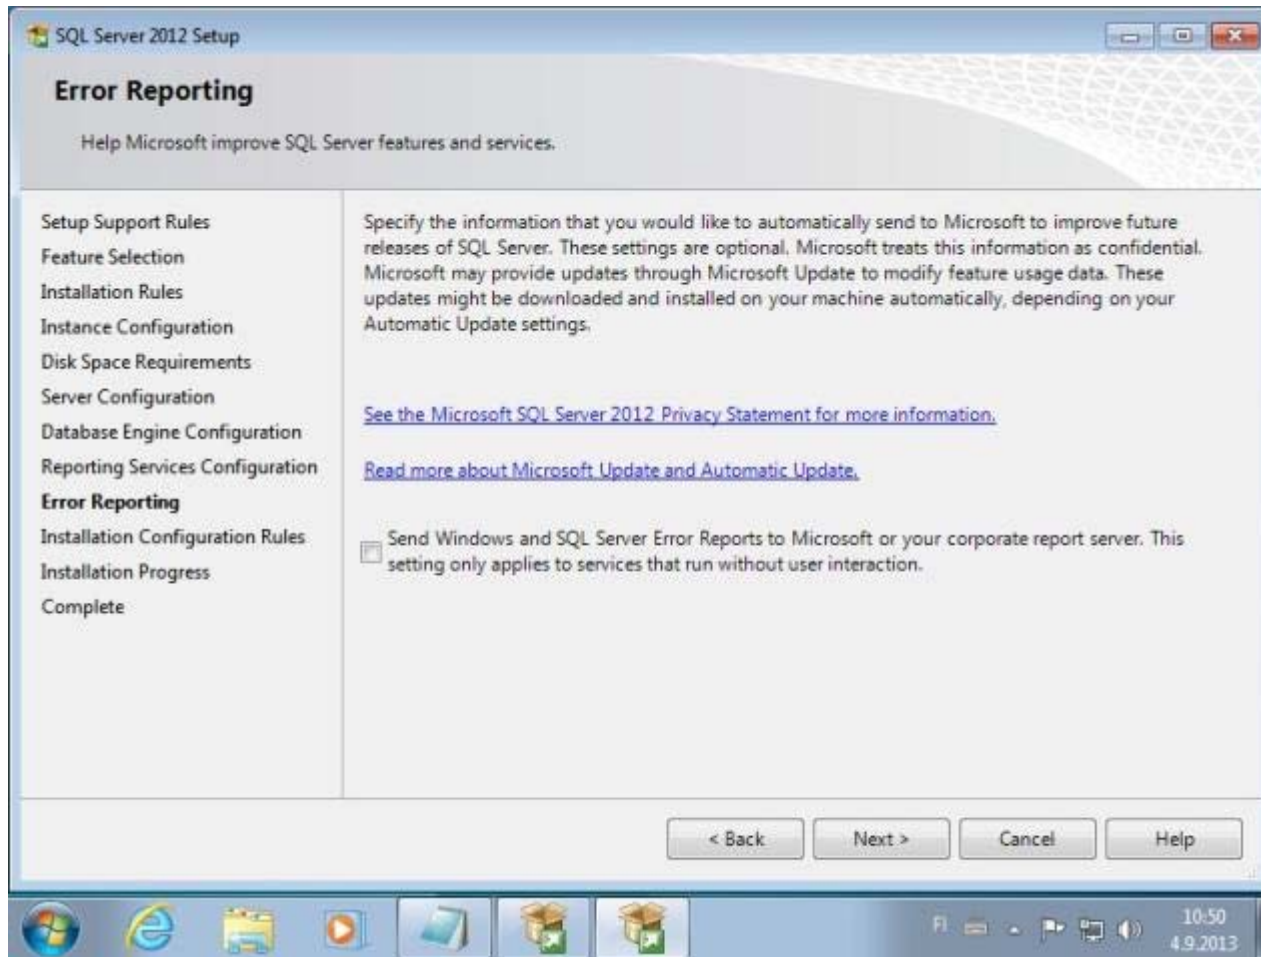 SQL Server 2012 Setup
Error Reporting
Help Microsoft improve SQL Server features and services.
Setup Support Rules
Feature Selection
Installation Rules
Instance Configuration
Disk Space Requirements
Server Configuration
Database Engine Configuration
Reporting Services Configuration
Error Reporting
Installation Configuration Rules
Installation Progress
Complete
Specify the information that you would like to automatically send to Microsoft to improve future
releases of SQL Server. These settings are optional. Microsoft treats this information as confidential.
Microsoft may provide updates through Microsoft Update to modify feature usage data. These
updates might be downloaded and installed on your machine automatically, depending on your
Automatic Update settings.
See the Microsoft SQL Server 2012 Privacy Statement for more information.
Read more about Microsoft Update and Automatic Update.
Send Windows and SQL Server Error Reports to Microsoft or your corporate report server. This
setting only applies to services that run without user interaction.
< Back
Next >
Cancel
Help
FI
10:50
4.9.2013